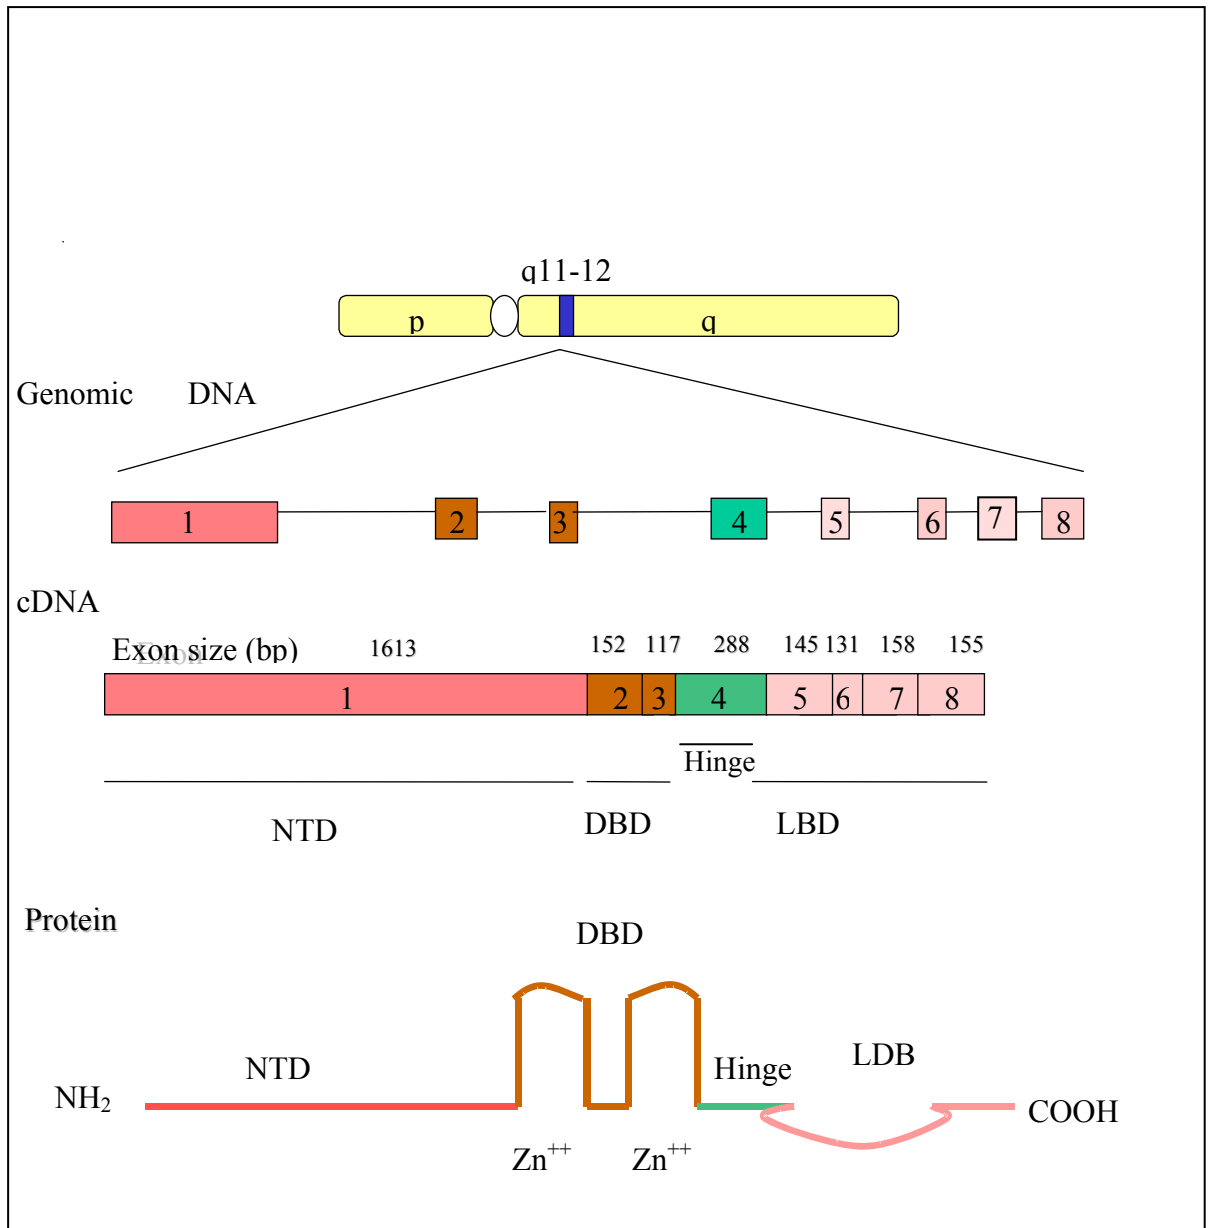 q11-12
p q
Genomic DNA
1 2 3 4 5 6 7 8
cDNA
Exon size (bp) 1613 152 117 288 145 131 158 155
Exon
1 2 3 4 5 6 7 8
Hinge
NTD DBD LBD
Protein
DBD
NTD Hinge LDB
NH₂ COOH
Zn⁺⁺ Zn⁺⁺